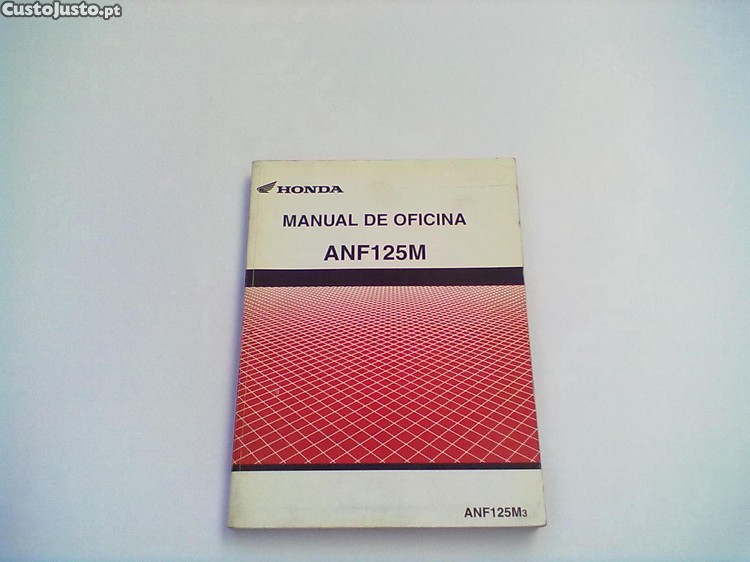 CustoJusto.pt
HONDA
MANUAL DE OFICINA
ANF125M
ANF125M3